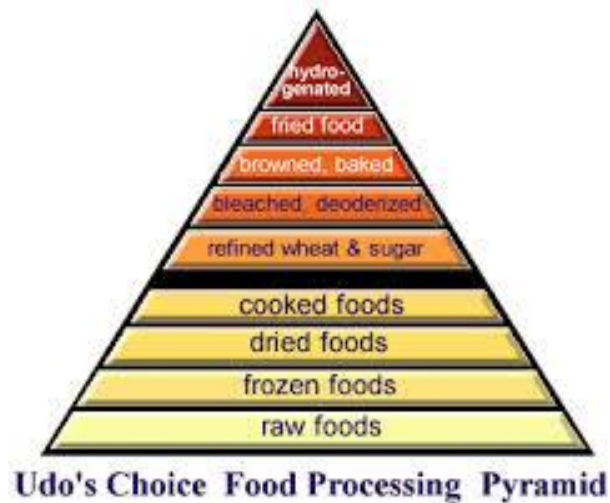 hydro-
genated
fried food
browned, baked
bleached, deoderized
refined wheat & sugar
cooked foods
dried foods
frozen foods
raw foods
Udo's Choice Food Processing Pyramid